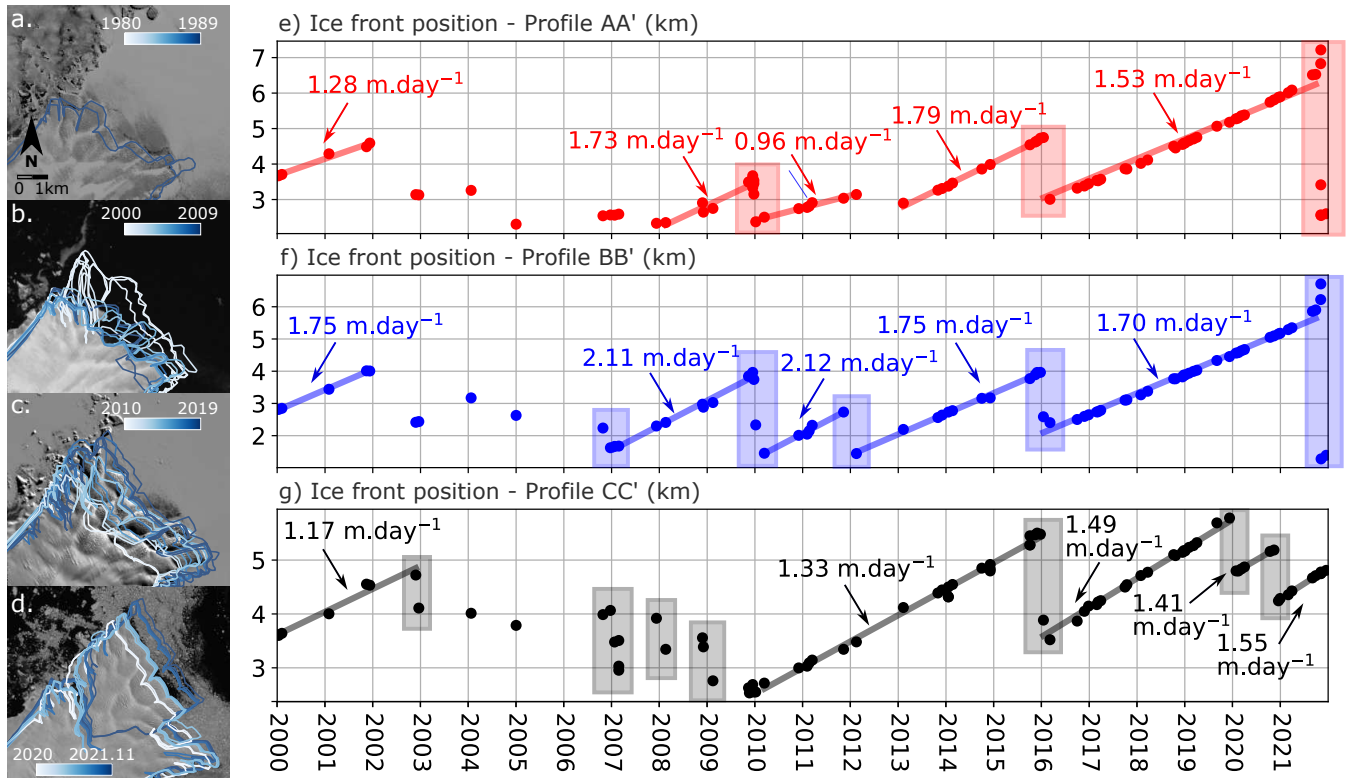 a.
1980 1989
N
0 1km
b.
2000 2009
c.
2010 2019
d.
2020 2021.11
e) Ice front position - Profile AA' (km)
7
6
5
4
3
1.28 m.day⁻¹
1.73 m.day⁻¹
0.96 m.day⁻¹
1.79 m.day⁻¹
1.53 m.day⁻¹
f) Ice front position - Profile BB' (km)
6
5
4
3
2
1.75 m.day⁻¹
2.11 m.day⁻¹
2.12 m.day⁻¹
1.75 m.day⁻¹
1.70 m.day⁻¹
g) Ice front position - Profile CC' (km)
5
4
3
1.17 m.day⁻¹
1.33 m.day⁻¹
1.49
m.day⁻¹
1.41
m.day⁻¹
1.55
m.day⁻¹
2000 2001 2002 2003 2004 2005 2006 2007 2008 2009 2010 2011 2012 2013 2014 2015 2016 2017 2018 2019 2020 2021